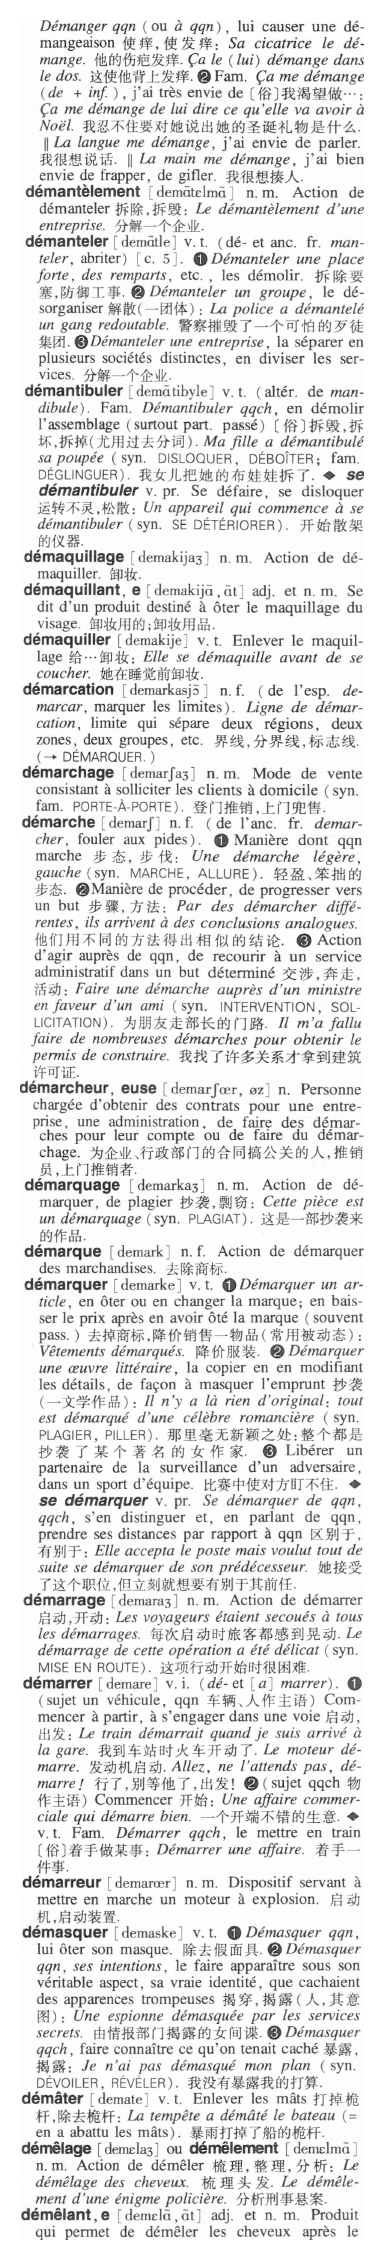 Démanger qqn (ou à qqn), lui causer une dé-
mangeaison 使痒,使发痒: Sa cicatrice le dé-
mange. 他的伤疤发痒. Ça le (lui) démange dans
le dos. 这使他背上发痒. ❷ Fam. Ça me démange
(de + inf.), j'ai très envie de [俗]我渴望做…:
Ça me démange de lui dire ce qu'elle va avoir à
Noël. 我忍不住要对她说出她的圣诞礼物是什么.
‖ La langue me démange, j'ai envie de parler.
我很想说话. ‖ La main me démange, j'ai bien
envie de frapper, de gifler. 我很想揍人.
démantèlement [demɑ̃tɛlmɑ̃] n. m. Action de
démanteler 拆除,拆毁: Le démantèlement d'une
entreprise. 分解一个企业.
démanteler [demɑ̃tle] v. t. (dé- et anc. fr. man-
teler, abriter) [c. 5]. ❶ Démanteler une place
forte, des remparts, etc., les démolir. 拆除要
塞,防御工事. ❷ Démanteler un groupe, le dé-
sorganiser 解散(一团体): La police a démantelé
un gang redoutable. 警察摧毁了一个可怕的歹徒
集团. ❸ Démanteler une entreprise, la séparer en
plusieurs sociétés distinctes, en diviser les ser-
vices. 分解一个企业.
démantibuler [demɑ̃tibyle] v. t. (altér. de man-
dibule). Fam. Démantibuler qqch, en démolir
l'assemblage (surtout part. passé) [俗]拆毁,拆
坏,拆掉(尤用过去分词). Ma fille a démantibulé
sa poupée (syn. DISLOQUER, DÉBOÎTER; fam.
DÉGLINGUER). 我女儿把她的布娃娃拆了. ◆ se
démantibuler v. pr. Se défaire, se disloquer
运转不灵,松散: Un appareil qui commence à se
démantibuler (syn. SE DÉTÉRIORER). 开始散架
的仪器.
démaquillage [demakijaʒ] n. m. Action de dé-
maquiller. 卸妆.
démaquillant, e [demakijɑ̃, ɑ̃t] adj. et n. m. Se
dit d'un produit destiné à ôter le maquillage du
visage. 卸妆用的;卸妆用品.
démaquiller [demakije] v. t. Enlever le maquil-
lage 给…卸妆: Elle se démaquille avant de se
coucher. 她在睡觉前卸妆.
démarcation [demarkasjɔ̃] n. f. (de l'esp. de-
marcar, marquer les limites). Ligne de démar-
cation, limite qui sépare deux régions, deux
zones, deux groupes, etc. 界线,分界线,标志线.
(→ DÉMARQUER.)
démarchage [demarʃaʒ] n. m. Mode de vente
consistant à solliciter les clients à domicile (syn.
fam. PORTE-À-PORTE). 登门推销,上门兜售.
démarche [demarʃ] n. f. (de l'anc. fr. demar-
cher, fouler aux pides). ❶ Manière dont qqn
marche 步态,步伐: Une démarche légère,
gauche (syn. MARCHE, ALLURE). 轻盈、笨拙的
步态. ❷ Manière de procéder, de progresser vers
un but 步骤,方法: Par des démarcher diffé-
rentes, ils arrivent à des conclusions analogues.
他们用不同的方法得出相似的结论. ❸ Action
d'agir auprès de qqn, de recourir à un service
administratif dans un but déterminé 交涉,奔走,
活动: Faire une démarche auprès d'un ministre
en faveur d'un ami (syn. INTERVENTION, SOL-
LICITATION). 为朋友走部长的门路. Il m'a fallu
faire de nombreuses démarches pour obtenir le
permis de construire. 我找了许多关系才拿到建筑
许可证.
démarcheur, euse [demarʃœr, øz] n. Personne
chargée d'obtenir des contrats pour une entre-
prise, une administration, de faire des démar-
ches pour leur compte ou de faire du démar-
chage. 为企业、行政部门的合同搞公关的人,推销
员,上门推销者.
démarquage [demarkaʒ] n. m. Action de dé-
marquer, de plagier 抄袭,剽窃: Cette pièce est
un démarquage (syn. PLAGIAT). 这是一部抄袭来
的作品.
démarque [demark] n. f. Action de démarquer
des marchandises. 去除商标.
démarquer [demarke] v. t. ❶ Démarquer un ar-
ticle, en ôter ou en changer la marque; en bais-
ser le prix après en avoir ôté la marque (souvent
pass.) 去掉商标,降价销售一物品(常用被动态):
Vêtements démarqués. 降价服装. ❷ Démarquer
une œuvre littéraire, la copier en en modifiant
les détails, de façon à masquer l'emprunt 抄袭
(一文学作品): Il n'y a là rien d'original: tout
est démarqué d'une célèbre romancière (syn.
PLAGIER, PILLER). 那里毫无新颖之处:整个都是
抄袭了某个著名的女作家. ❸ Libérer un
partenaire de la surveillance d'un adversaire,
dans un sport d'équipe. 比赛中使对方盯不住. ◆
se démarquer v. pr. Se démarquer de qqn,
qqch, s'en distinguer et, en parlant de qqn,
prendre ses distances par rapport à qqn 区别于,
有别于: Elle accepta le poste mais voulut tout de
suite se démarquer de son prédécesseur. 她接受
了这个职位,但立刻就想要有别于其前任.
démarrage [demaraʒ] n. m. Action de démarrer
启动,开动: Les voyageurs étaient secoués à tous
les démarrages. 每次启动时旅客都感到晃动. Le
démarrage de cette opération a été délicat (syn.
MISE EN ROUTE). 这项行动开始时很困难.
démarrer [demare] v. i. (dé- et [a] marrer). ❶
(sujet un véhicule, qqn 车辆、人作主语) Com-
mencer à partir, à s'engager dans une voie 启动,
出发: Le train démarrait quand je suis arrivé à
la gare. 我到车站时火车开动了. Le moteur dé-
marre. 发动机启动. Allez, ne l'attends pas, dé-
marre! 行了,别等他了,出发! ❷ (sujet qqch 物
作主语) Commencer 开始: Une affaire commer-
ciale qui démarre bien. 一个开端不错的生意. ◆
v. t. Fam. Démarrer qqch, le mettre en train
[俗]着手做某事: Démarrer une affaire. 着手一
件事.
démarreur [demarœr] n. m. Dispositif servant à
mettre en marche un moteur à explosion. 启动
机,启动装置.
démasquer [demaske] v. t. ❶ Démasquer qqn,
lui ôter son masque. 除去假面具. ❷ Démasquer
qqn, ses intentions, le faire apparaître sous son
véritable aspect, sa vraie identité, que cachaient
des apparences trompeuses 揭穿,揭露(人,其意
图): Une espionne démasquée par les services
secrets. 由情报部门揭露的女间谍. ❸ Démasquer
qqch, faire connaître ce qu'on tenait caché 暴露,
揭露: Je n'ai pas démasqué mon plan (syn.
DÉVOILER, RÉVÉLER). 我没有暴露我的打算.
démâter [demate] v. t. Enlever les mâts 打掉桅
杆,除去桅杆: La tempête a démâté le bateau (=
en a abattu les mâts). 暴雨打掉了船的桅杆.
démêlage [demɛlaʒ] ou démêlement [demɛlmɑ̃]
n. m. Action de démêler 梳理,整理,分析: Le
démêlage des cheveux. 梳理头发. Le démêle-
ment d'une énigme policière. 分析刑事悬案.
démêlant, e [demɛlɑ̃, ɑ̃t] adj. et n. m. Produit
qui permet de démêler les cheveux après le